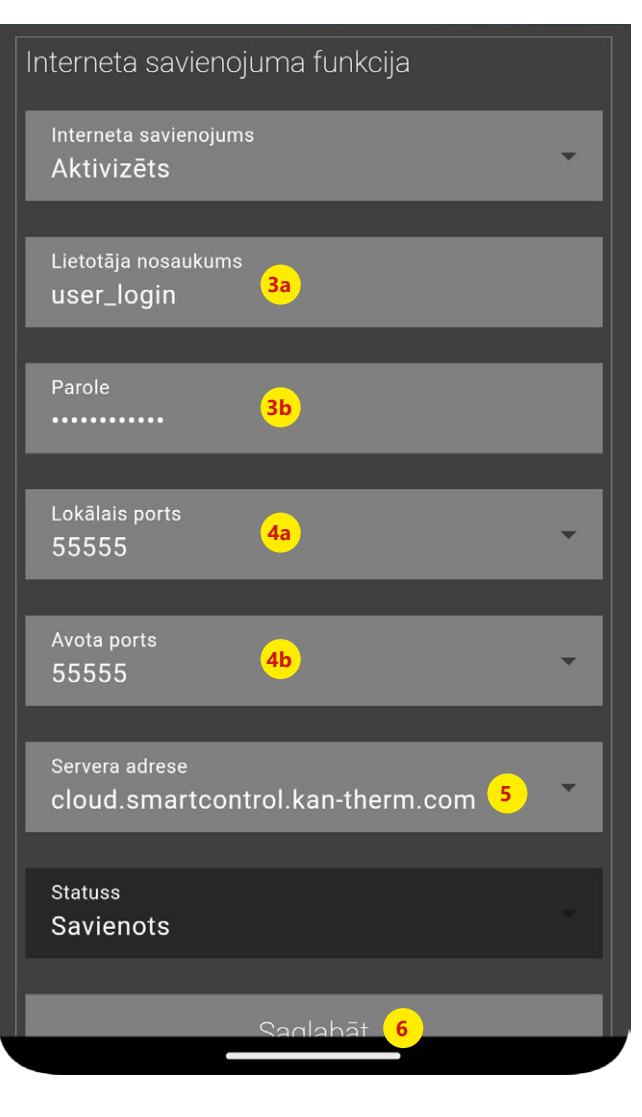 Interneta savienojuma funkcija
Interneta savienojums
Aktivizēts
Lietotāja nosaukums
user_login
3a
Parole
••••••••••••
3b
Lokālais ports
55555
4a
Avota ports
55555
4b
Servera adrese
cloud.smartcontrol.kan-therm.com
5
Statuss
Savienots
Saglabāt
6